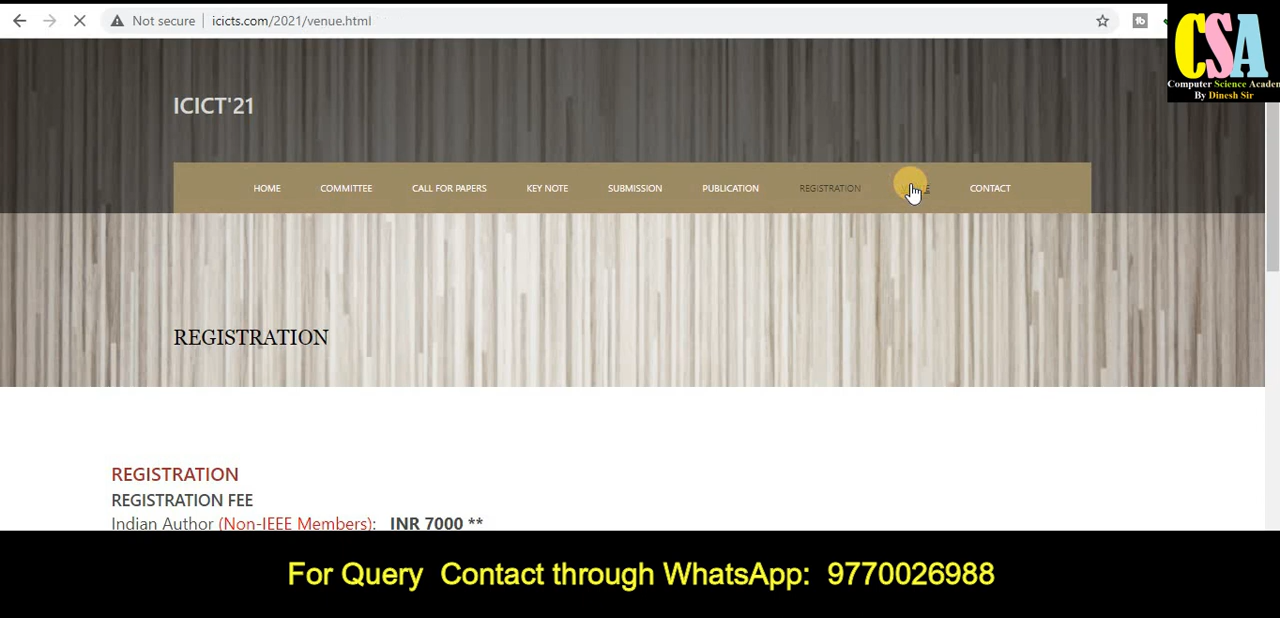 Not secure
icicts.com/2021/venue.html
CSA
Computer Science Academ
By Dinesh Sir
ICICT'21
HOME
COMMITTEE
CALL FOR PAPERS
KEY NOTE
SUBMISSION
PUBLICATION
REGISTRATION
CONTACT
REGISTRATION
REGISTRATION
REGISTRATION FEE
Indian Author (Non-IEEE Members): INR 7000 **
For Query Contact through WhatsApp: 9770026988